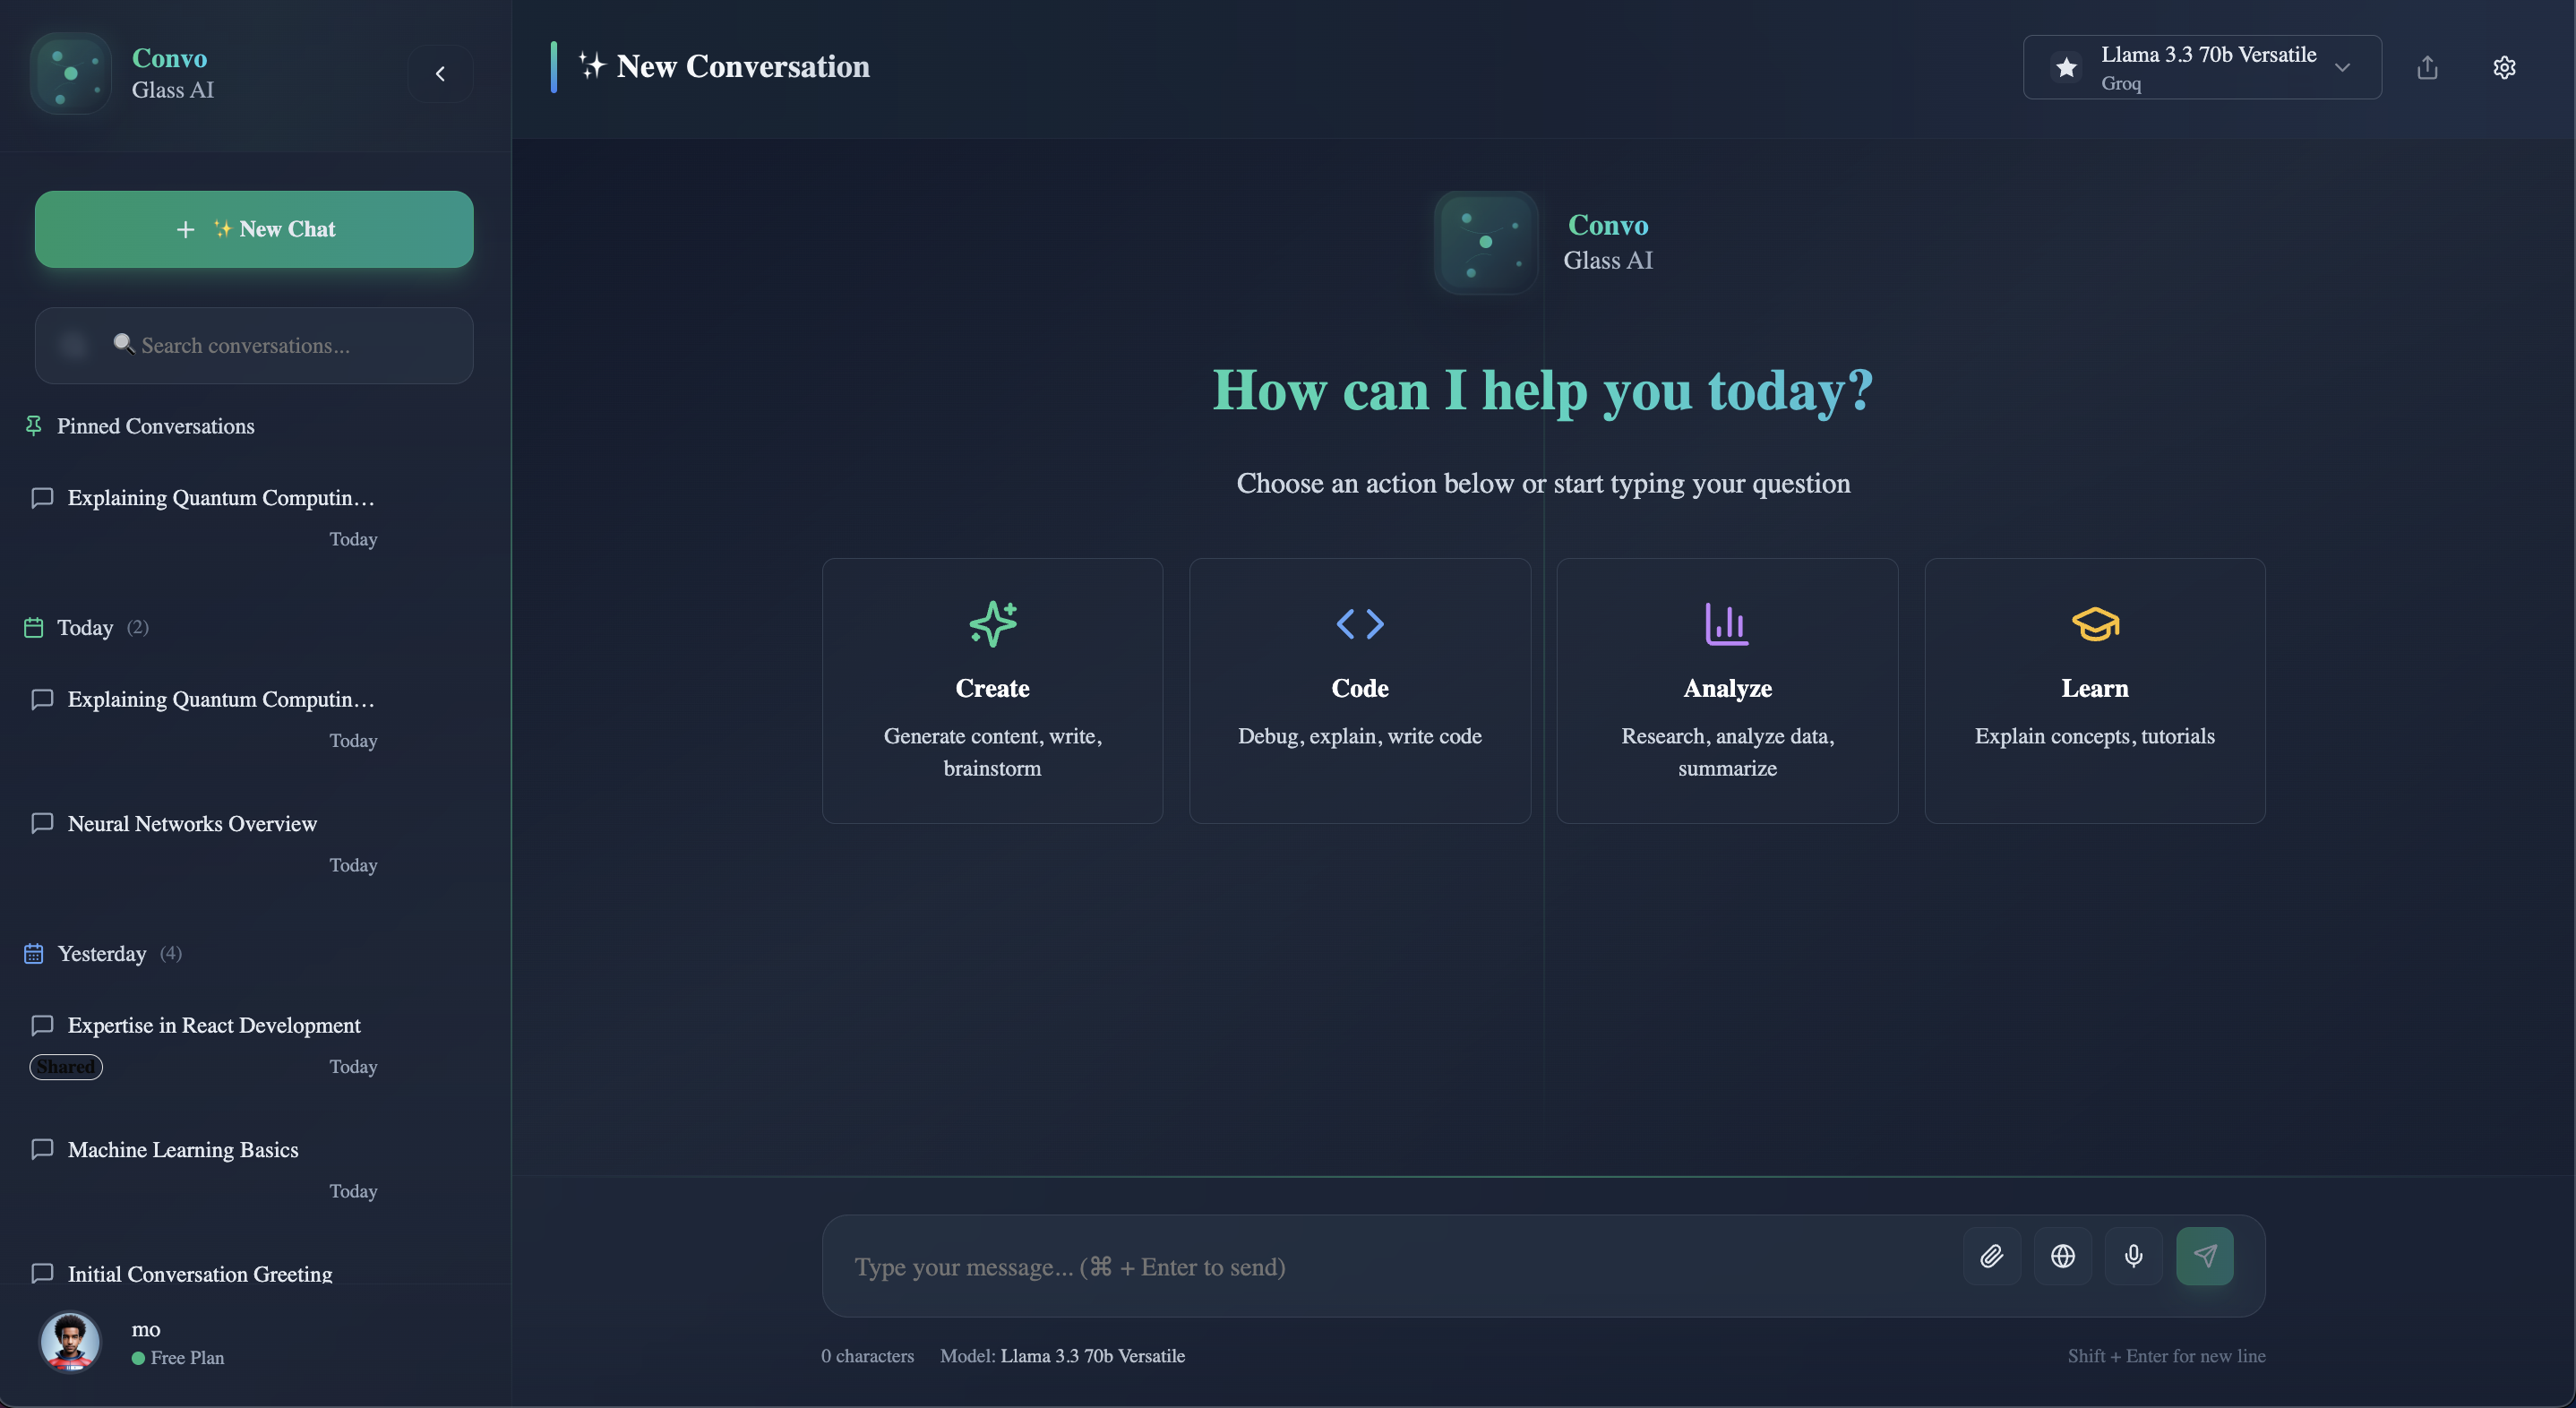 Convo
Glass AI
✨ New Chat
🔍 Search conversations...
Pinned Conversations
Explaining Quantum Computin…
Today
Today (2)
Explaining Quantum Computin…
Today
Neural Networks Overview
Today
Yesterday (4)
Expertise in React Development
Shared
Today
Machine Learning Basics
Today
Initial Conversation Greeting
mo
Free Plan
✨ New Conversation
Llama 3.3 70b Versatile
Groq
Convo
Glass AI
How can I help you today?
Choose an action below or start typing your question
Create
Generate content, write,
brainstorm
Code
Debug, explain, write code
Analyze
Research, analyze data,
summarize
Learn
Explain concepts, tutorials
Type your message... (⌘ + Enter to send)
0 characters
Model: Llama 3.3 70b Versatile
Shift + Enter for new line